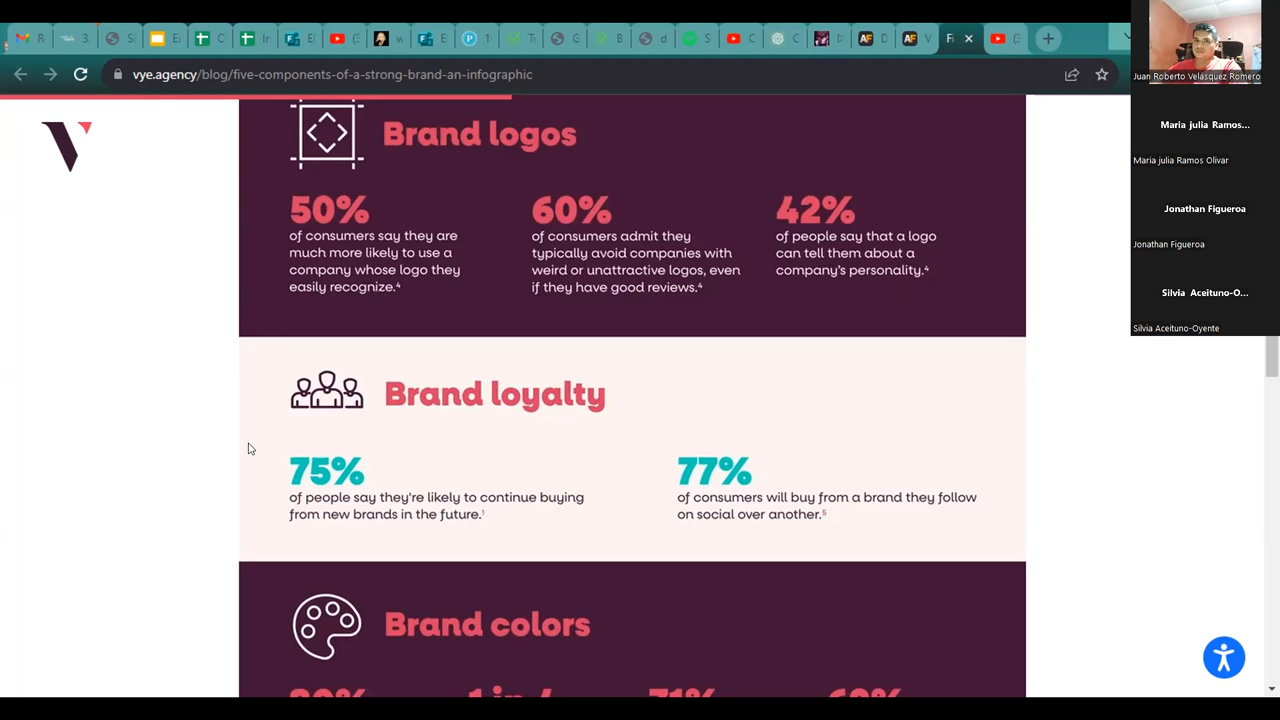 vye.agency/blog/five-components-of-a-strong-brand-an-infographic
Juan Roberto Velásquez Romero
Maria julia Ramos...
Maria julia Ramos Olivar
Jonathan Figueroa
Jonathan Figueroa
Silvia Aceituno-O...
Silvia Aceituno-Oyente
Brand logos
50%
of consumers say they are
much more likely to use a
company whose logo they
easily recognize.⁴
60%
of consumers admit they
typically avoid companies with
weird or unattractive logos, even
if they have good reviews.⁴
42%
of people say that a logo
can tell them about a
company's personality.⁴
Brand loyalty
75%
of people say they're likely to continue buying
from new brands in the future.¹
77%
of consumers will buy from a brand they follow
on social over another.⁵
Brand colors